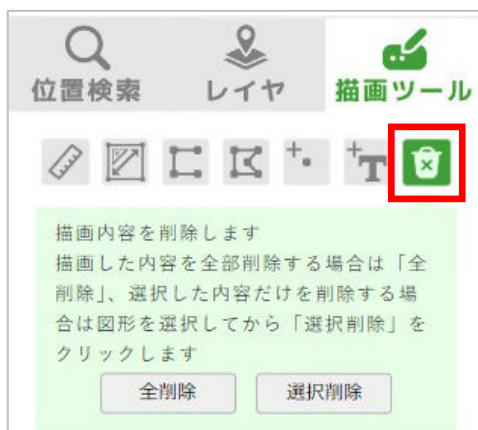 位置検索 レイヤ 描画ツール
T
描画内容を削除します
描画した内容を全部削除する場合は「全
削除」、選択した内容だけを削除する場
合は図形を選択してから「選択削除」を
クリックします
全削除 選択削除